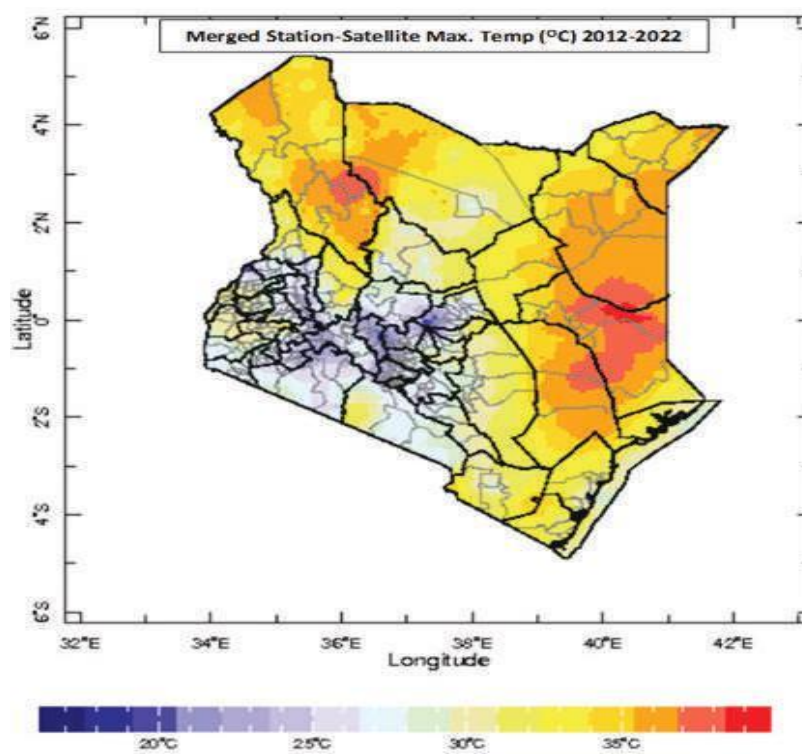 Merged Station-Satellite Max. Temp (ºC) 2012-2022
6°N
4°N
2°N
0°
2°S
4°S
6°S
Latitude
32°E 34°E 36°E 38°E 40°E 42°E
Longitude
20°C 25°C 30°C 35°C